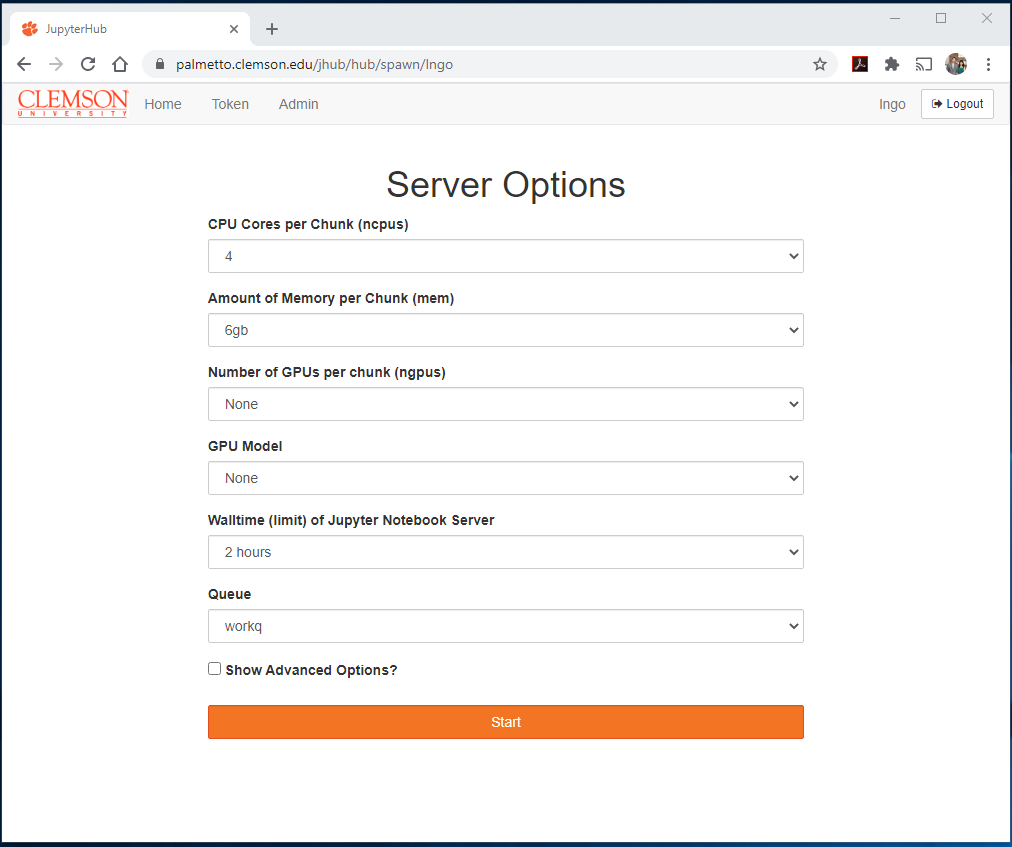 JupyterHub
palmetto.clemson.edu/jhub/hub/spawn/lngo
CLEMSON
UNIVERSITY
Home
Token
Admin
lngo
Logout
Server Options
CPU Cores per Chunk (ncpus)
4
Amount of Memory per Chunk (mem)
6gb
Number of GPUs per chunk (ngpus)
None
GPU Model
None
Walltime (limit) of Jupyter Notebook Server
2 hours
Queue
workq
Show Advanced Options?
Start